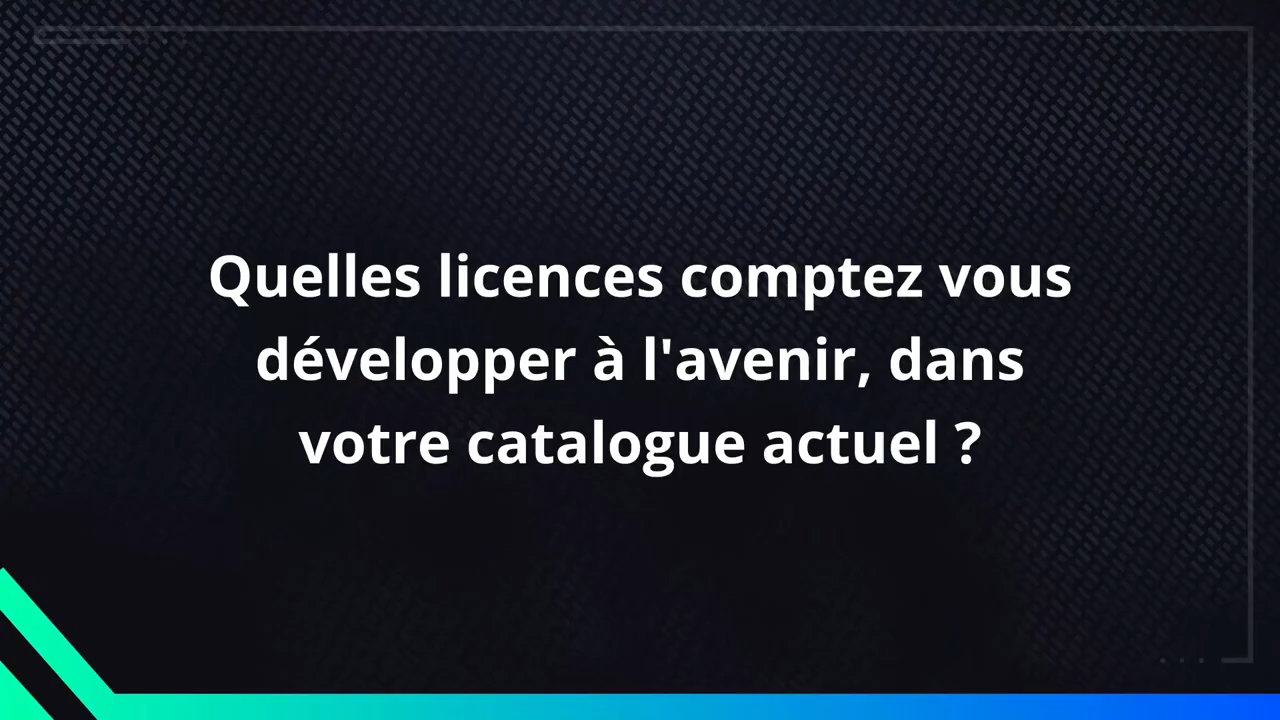 Quelles licences comptez vous
développer à l'avenir, dans
votre catalogue actuel ?